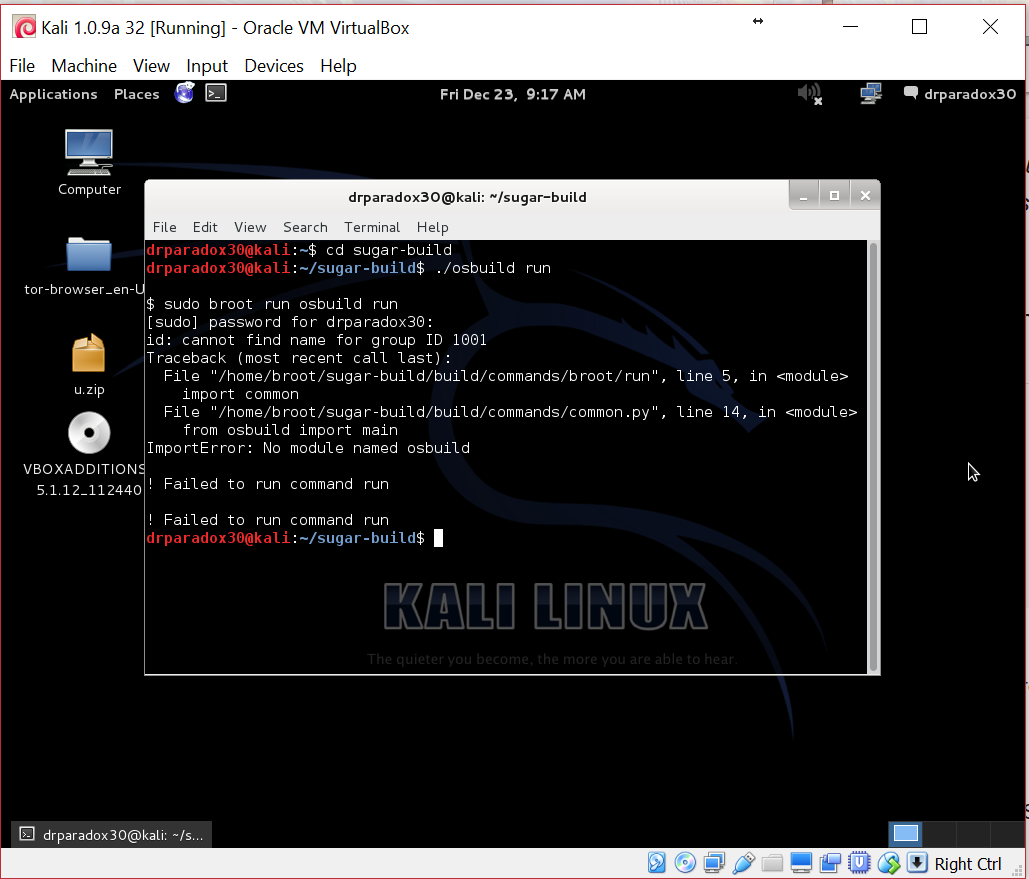 Kali 1.0.9a 32 [Running] - Oracle VM VirtualBox
File Machine View Input Devices Help
Applications Places Fri Dec 23, 9:17 AM drparadox30
Computer
tor-browser_en-U
u.zip
VBOXADDITIONS
5.1.12_112440
drparadox30@kali: ~/sugar-build
File Edit View Search Terminal Help
drparadox30@kali:~$ cd sugar-build
drparadox30@kali:~/sugar-build$ ./osbuild run
$ sudo broot run osbuild run
[sudo] password for drparadox30:
id: cannot find name for group ID 1001
Traceback (most recent call last):
File "/home/broot/sugar-build/build/commands/broot/run", line 5, in <module>
import common
File "/home/broot/sugar-build/build/commands/common.py", line 14, in <module>
from osbuild import main
ImportError: No module named osbuild
! Failed to run command run
! Failed to run command run
drparadox30@kali:~/sugar-build$
KALI LINUX
The quieter you become, the more you are able to hear.
drparadox30@kali: ~/s...
Right Ctrl